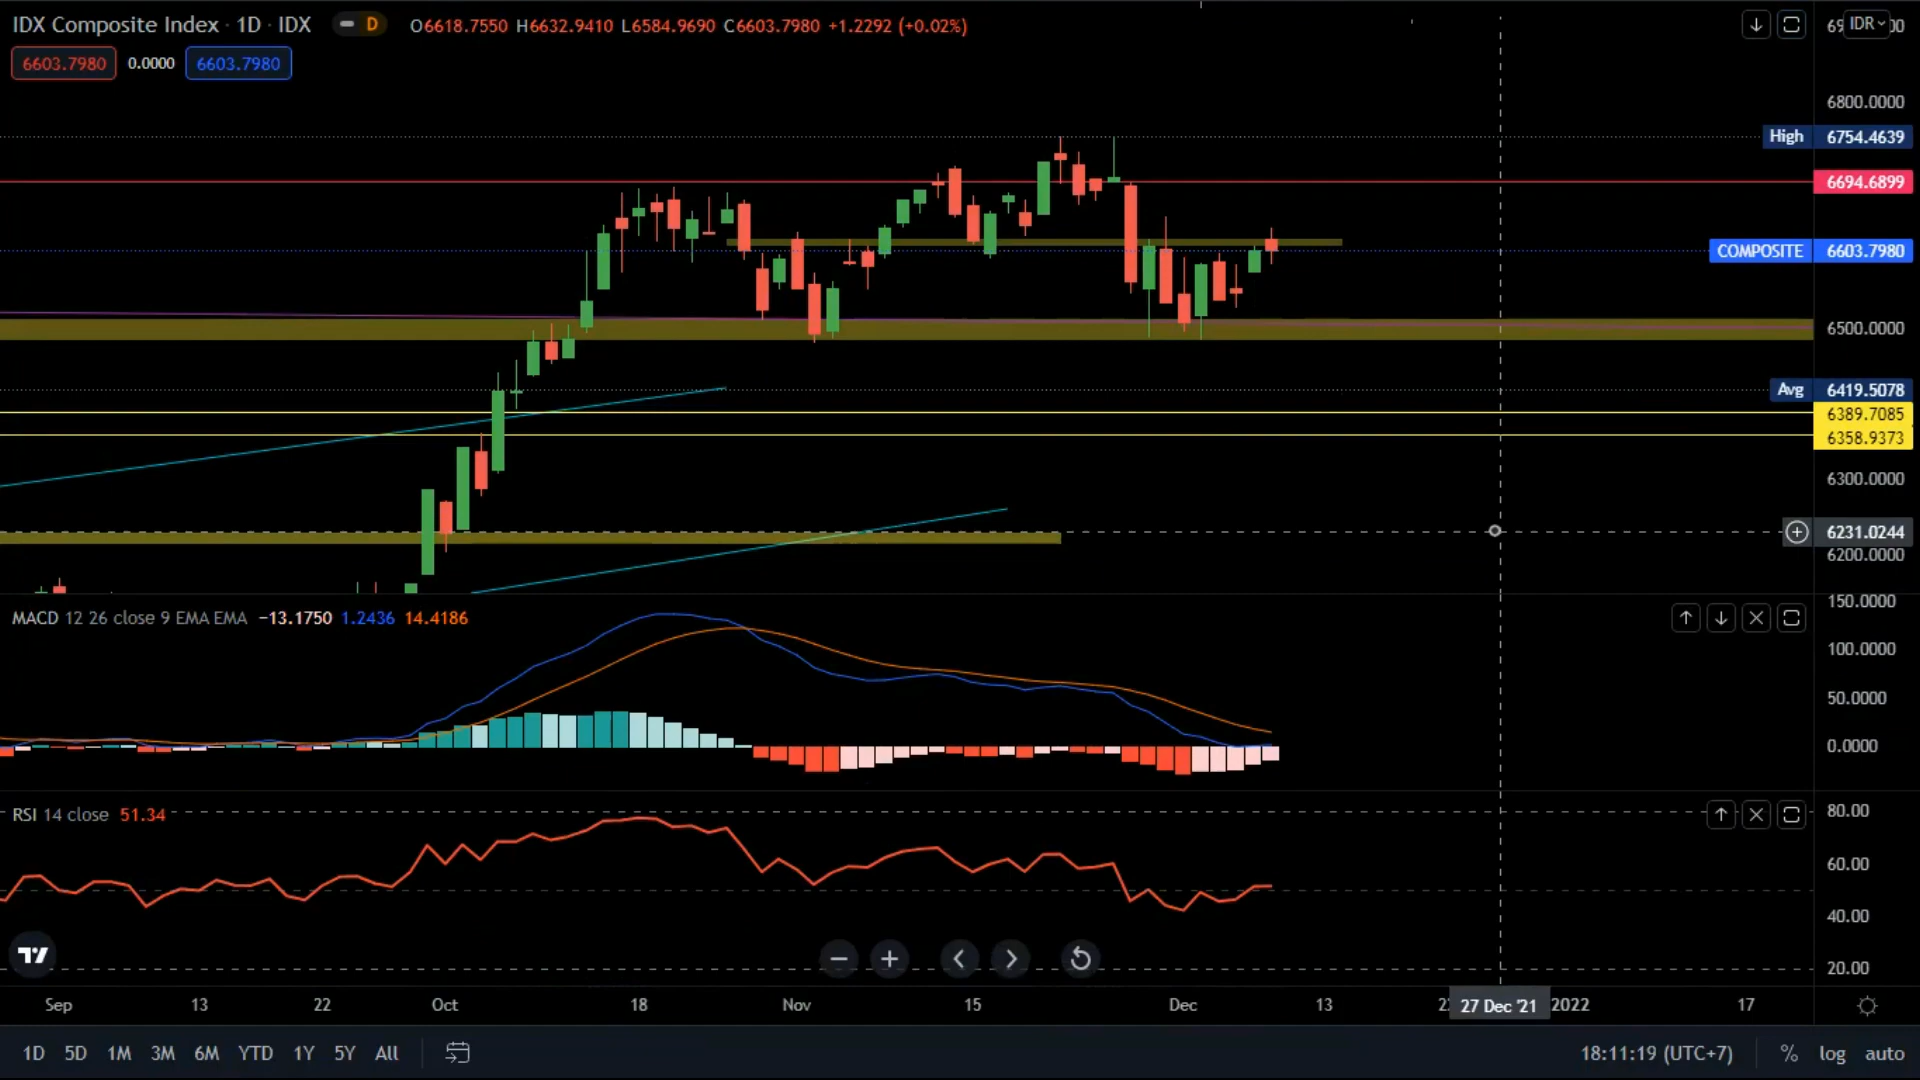 IDX Composite Index · 1D · IDX D O6618.7550 H6632.9410 L6584.9690 C6603.7980 +1.2292 (+0.02%)
IDR
6603.7980 0.0000 6603.7980
6800.0000
High 6754.4639
6694.6899
COMPOSITE 6603.7980
6500.0000
Avg 6419.5078
6389.7085
6358.9373
6300.0000
6231.0244
6200.0000
MACD 12 26 close 9 EMA EMA −13.1750 1.2436 14.4186
150.0000
100.0000
50.0000
0.0000
RSI 14 close 51.34
80.00
60.00
40.00
20.00
Sep 13 22 Oct 18 Nov 15 Dec 13 27 Dec '21 2022 17
1D 5D 1M 3M 6M YTD 1Y 5Y All 18:11:19 (UTC+7) % log auto